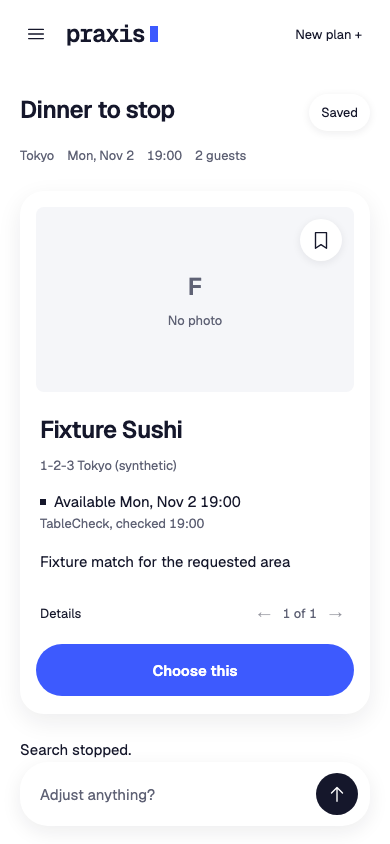 praxis
New plan +
Dinner to stop
Saved
Tokyo Mon, Nov 2 19:00 2 guests
F
No photo
Fixture Sushi
1-2-3 Tokyo (synthetic)
Available Mon, Nov 2 19:00
TableCheck, checked 19:00
Fixture match for the requested area
Details ← 1 of 1 →
Choose this
Search stopped.
Adjust anything?